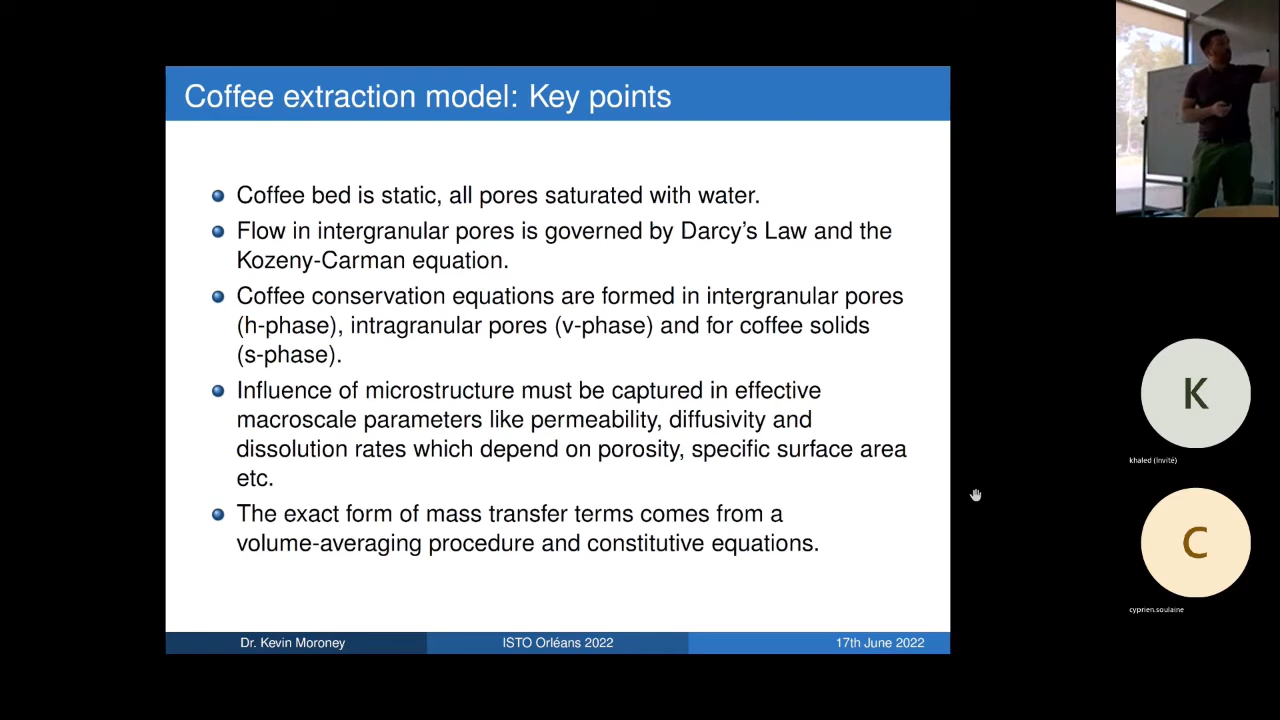 Coffee extraction model: Key points
Coffee bed is static, all pores saturated with water.
Flow in intergranular pores is governed by Darcy's Law and the
Kozeny-Carman equation.
Coffee conservation equations are formed in intergranular pores
(h-phase), intragranular pores (v-phase) and for coffee solids
(s-phase).
Influence of microstructure must be captured in effective
macroscale parameters like permeability, diffusivity and
dissolution rates which depend on porosity, specific surface area
etc.
The exact form of mass transfer terms comes from a
volume-averaging procedure and constitutive equations.
Dr. Kevin Moroney
ISTO Orléans 2022
17th June 2022
K
khaled (Invité)
C
cyprien.soulaine